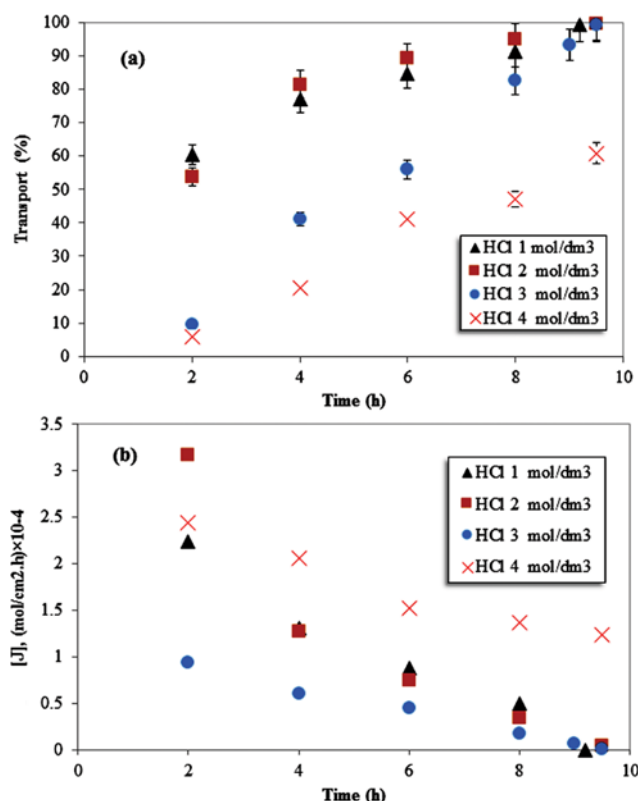 (a)
Transport (%)
100
90
80
70
60
50
40
30
20
10
0
HCl 1 mol/dm3
HCl 2 mol/dm3
HCl 3 mol/dm3
HCl 4 mol/dm3
0 2 4 6 8 10
Time (h)
(b)
[J], (mol/cm2.h)×10-4
3.5
3
2.5
2
1.5
1
0.5
0
HCl 1 mol/dm3
HCl 2 mol/dm3
HCl 3 mol/dm3
HCl 4 mol/dm3
0 2 4 6 8 10
Time (h)